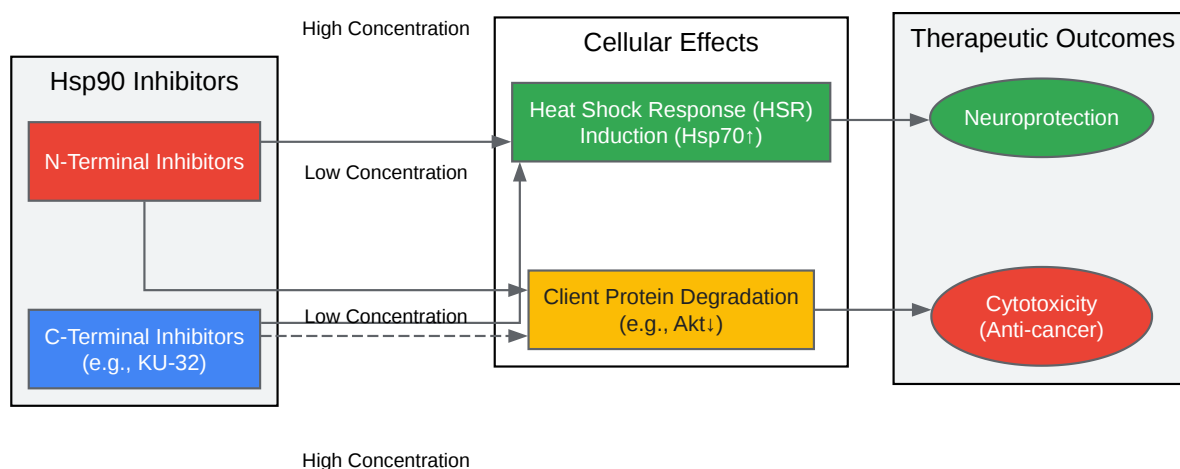 Hsp90 Inhibitors
N-Terminal Inhibitors
C-Terminal Inhibitors
(e.g., KU-32)
High Concentration
Low Concentration
Low Concentration
High Concentration
Cellular Effects
Heat Shock Response (HSR)
Induction (Hsp70↑)
Client Protein Degradation
(e.g., Akt↓)
Therapeutic Outcomes
Neuroprotection
Cytotoxicity
(Anti-cancer)